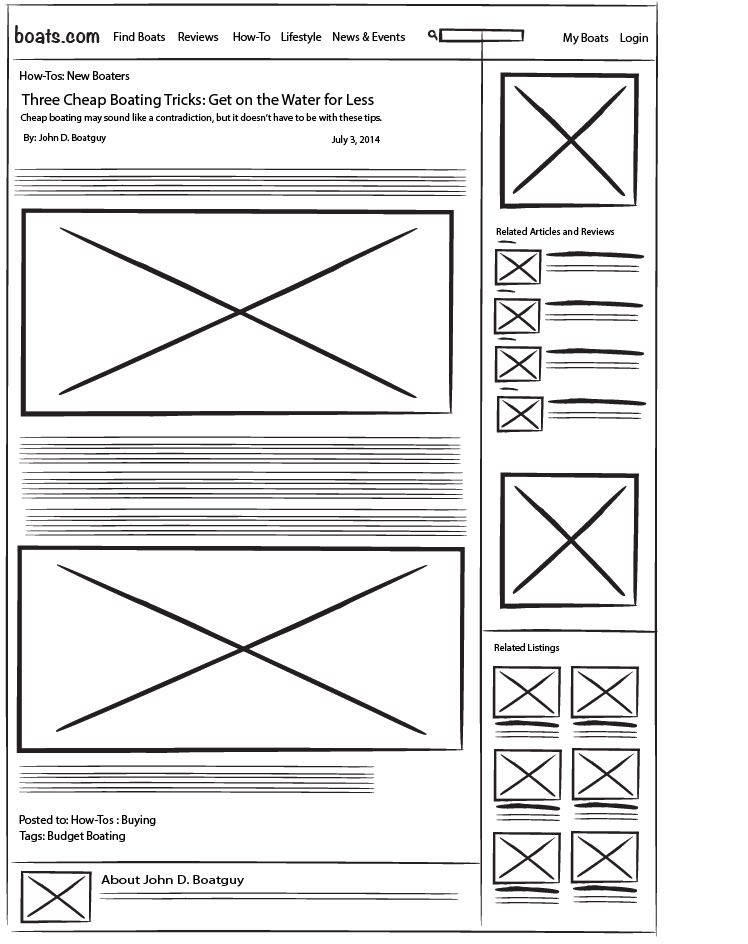 boats.com Find Boats Reviews How-To Lifestyle News & Events My Boats Login
How-Tos: New Boaters
Three Cheap Boating Tricks: Get on the Water for Less
Cheap boating may sound like a contradiction, but it doesn't have to be with these tips.
By: John D. Boatguy July 3, 2014
Posted to: How-Tos : Buying
Tags: Budget Boating
About John D. Boatguy
Related Articles and Reviews
Related Listings